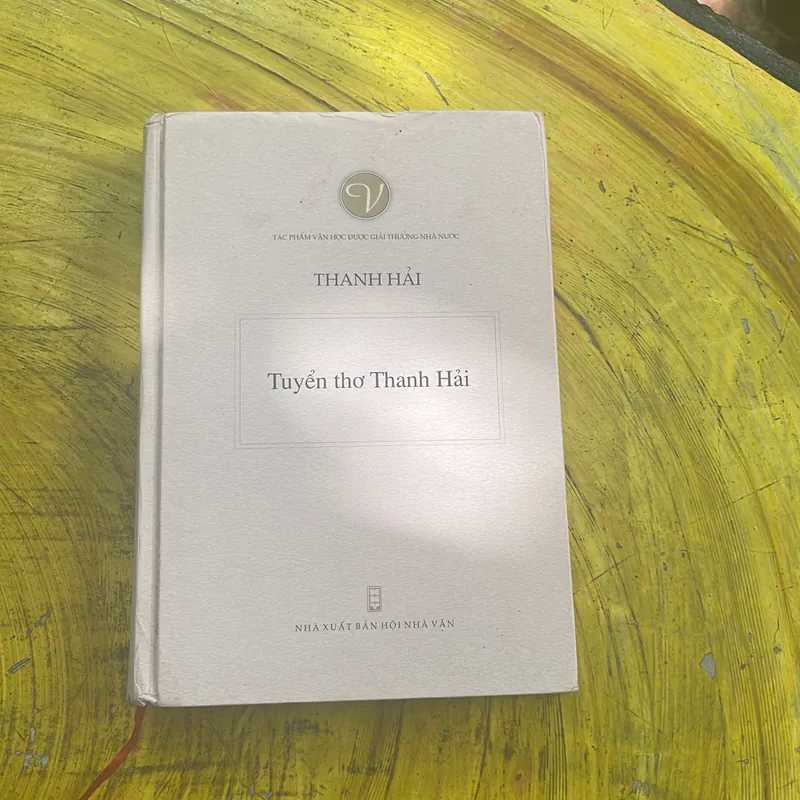 V
TÁC PHẨM VĂN HỌC ĐƯỢC GIẢI THƯỞNG NHÀ NƯỚC
THANH HẢI
Tuyển thơ Thanh Hải
NHÀ XUẤT BẢN HỘI NHÀ VĂN